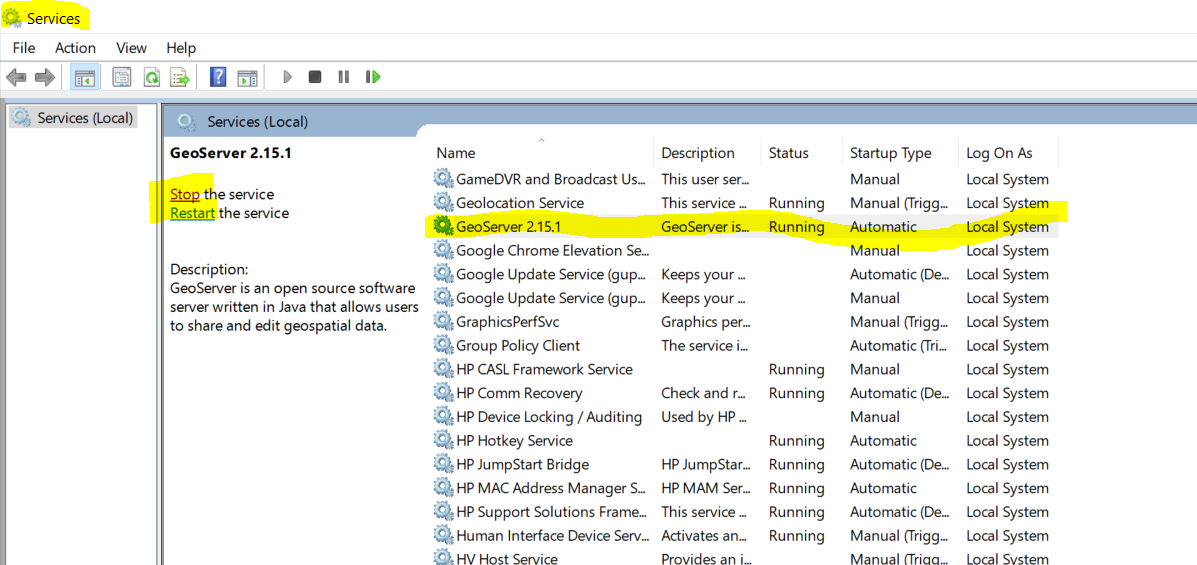 Services
File Action View Help
Services (Local)
Services (Local)
GeoServer 2.15.1
Stop the service
Restart the service
Description:
GeoServer is an open source software
server written in Java that allows users
to share and edit geospatial data.
Name Description Status Startup Type Log On As
GameDVR and Broadcast Us... This user ser... Manual Local System
Geolocation Service This service ... Running Manual (Trigg... Local System
GeoServer 2.15.1 GeoServer is... Running Automatic Local System
Google Chrome Elevation Se... Manual Local System
Google Update Service (gup... Keeps your ... Automatic (De... Local System
Google Update Service (gup... Keeps your ... Manual Local System
GraphicsPerfSvc Graphics per... Manual (Trigg... Local System
Group Policy Client The service i... Automatic (Tri... Local System
HP CASL Framework Service Running Manual Local System
HP Comm Recovery Check and r... Running Automatic (De... Local System
HP Device Locking / Auditing Used by HP ... Manual Local System
HP Hotkey Service Running Automatic Local System
HP JumpStart Bridge HP JumpStar... Running Automatic (De... Local System
HP MAC Address Manager S... HP MAM Ser... Running Automatic Local System
HP Support Solutions Frame... This service ... Running Automatic (De... Local System
Human Interface Device Serv... Activates an... Running Manual (Trigg... Local System
HV Host Service Provides an i... Manual (Trigg... Local System